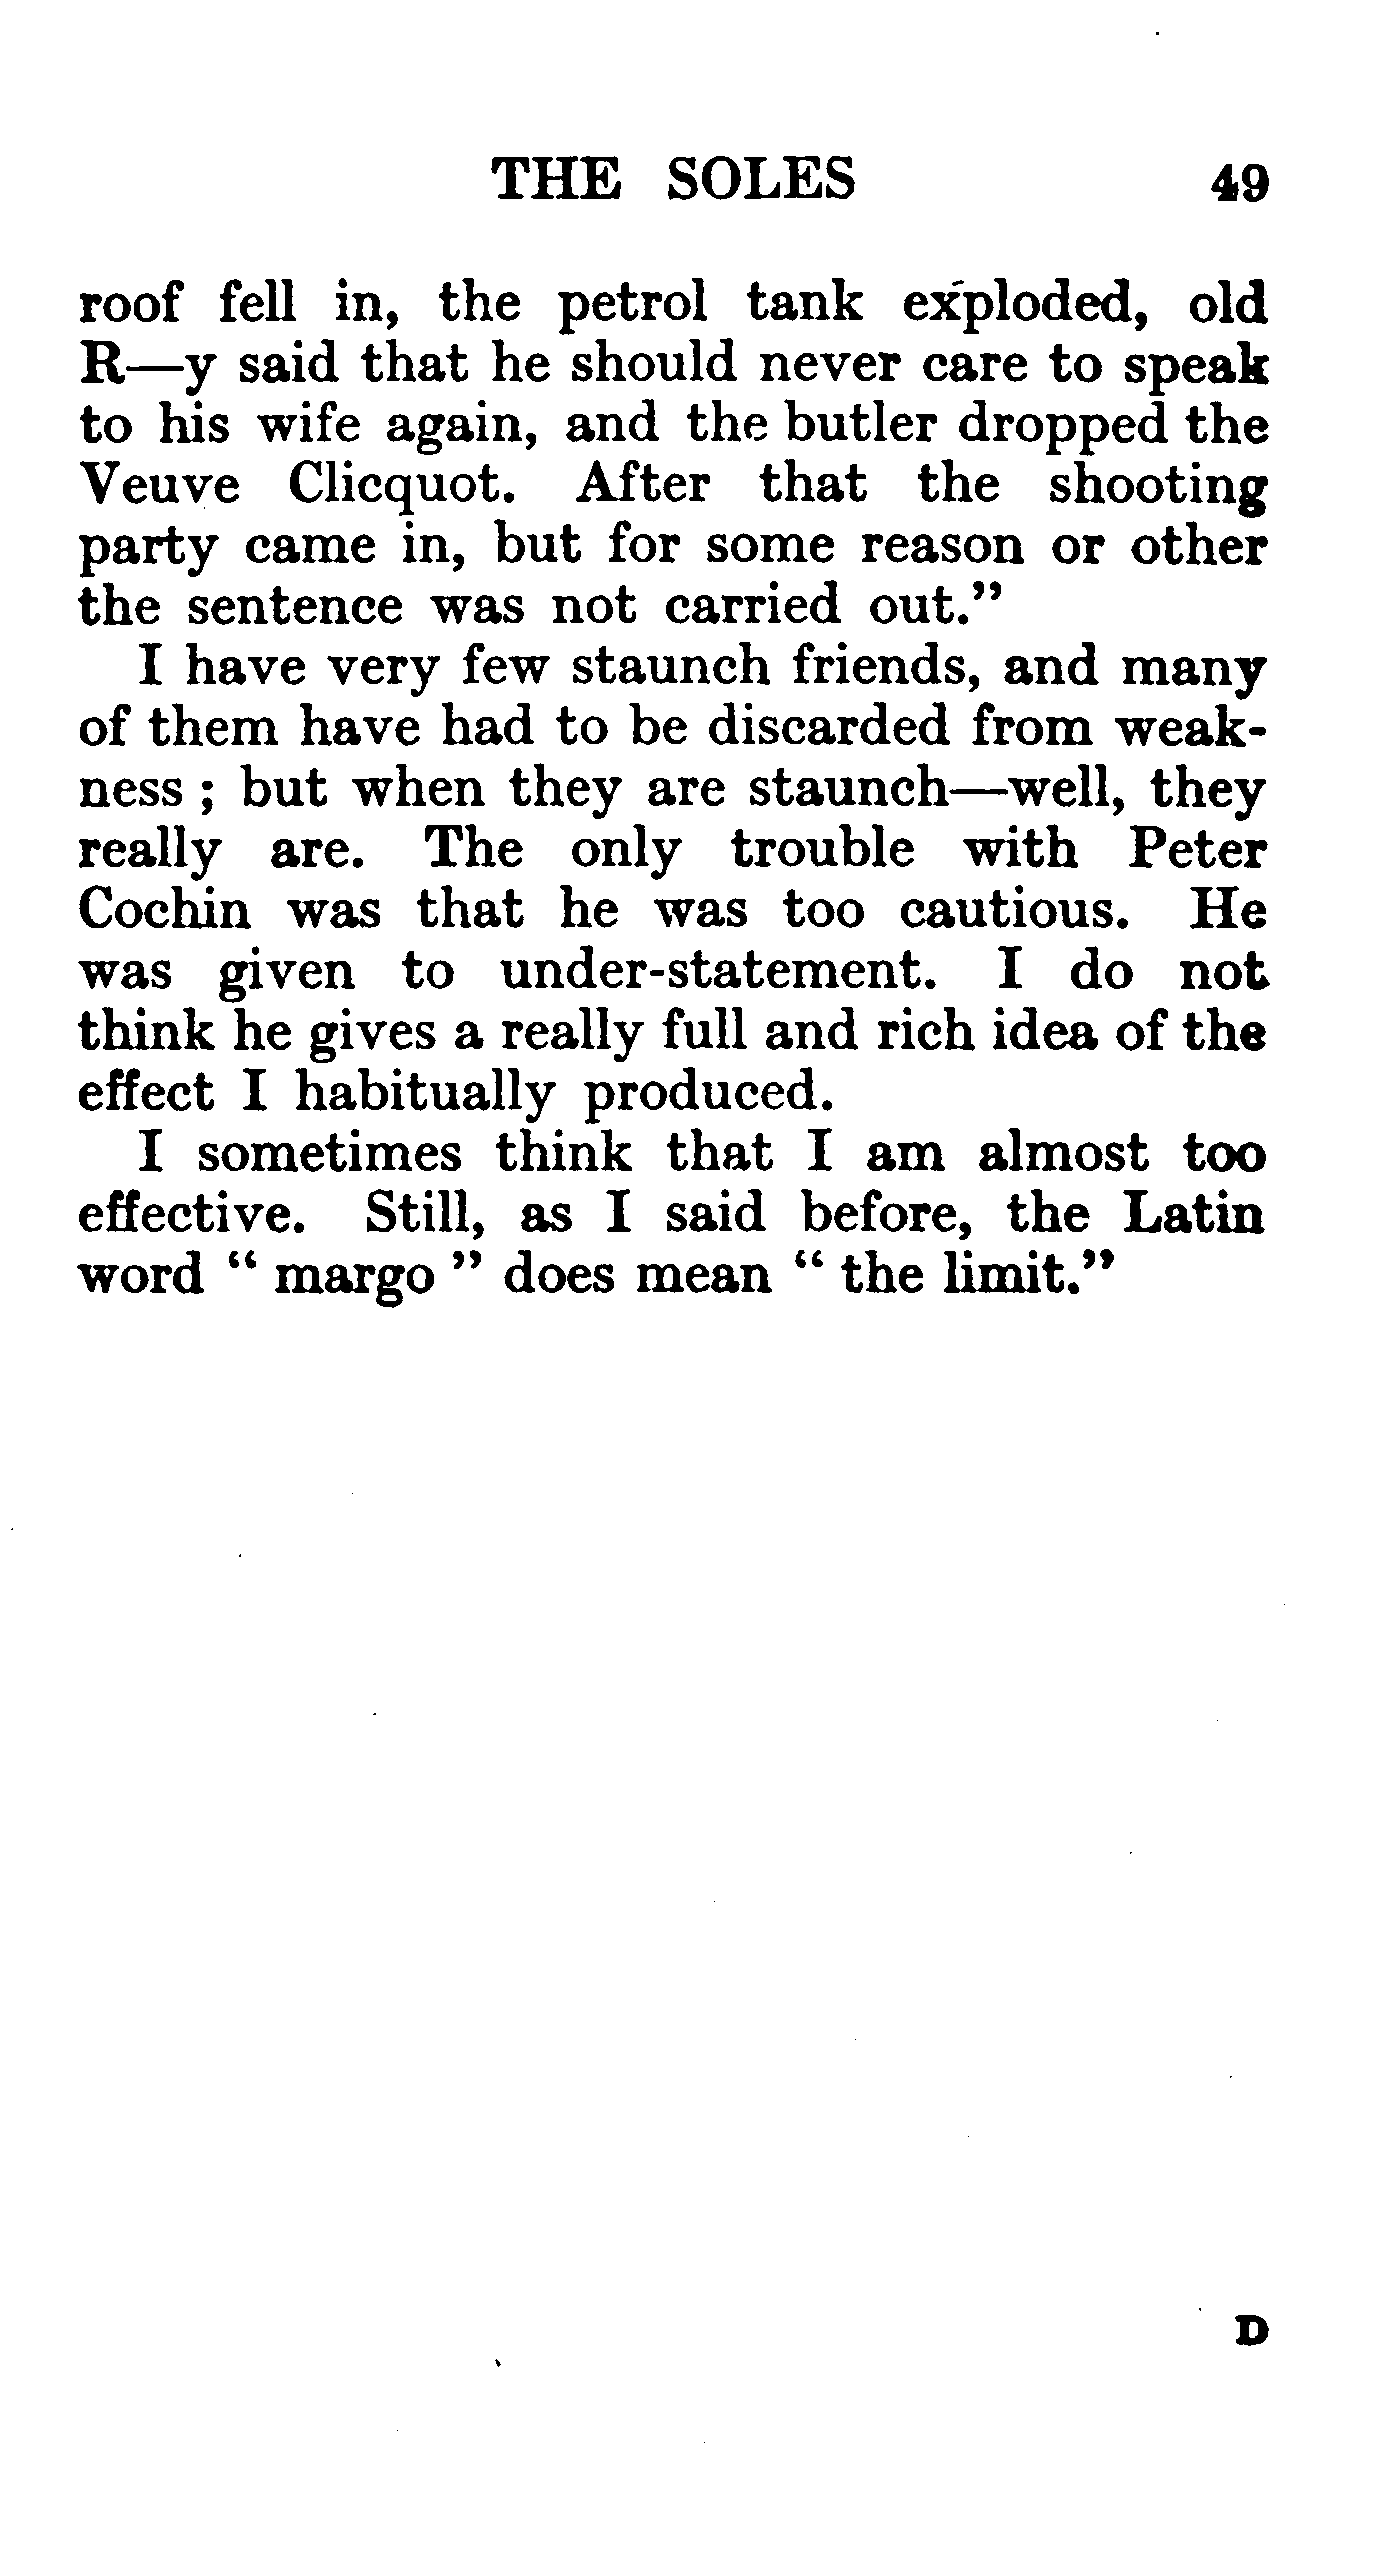 THE SOLES 49
roof fell in, the petrol tank exploded, old
R—y said that he should never care to speak
to his wife again, and the butler dropped the
Veuve Clicquot. After that the shooting
party came in, but for some reason or other
the sentence was not carried out.”
I have very few staunch friends, and many
of them have had to be discarded from weak-
ness ; but when they are staunch—well, they
really are. The only trouble with Peter
Cochin was that he was too cautious. He
was given to under-statement. I do not
think he gives a really full and rich idea of the
effect I habitually produced.
I sometimes think that I am almost too
effective. Still, as I said before, the Latin
word “ margo ” does mean “ the limit.”
D